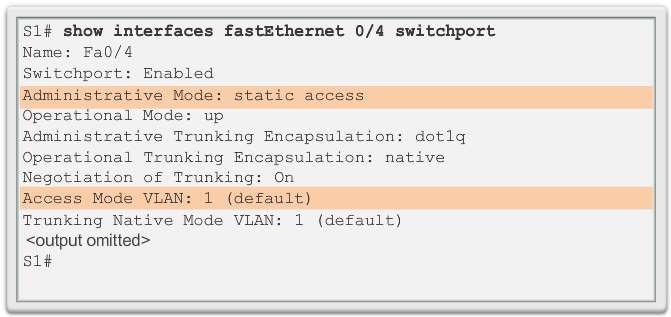 S1# show interfaces fastEthernet 0/4 switchport
Name: Fa0/4
Switchport: Enabled
Administrative Mode: static access
Operational Mode: up
Administrative Trunking Encapsulation: dot1q
Operational Trunking Encapsulation: native
Negotiation of Trunking: On
Access Mode VLAN: 1 (default)
Trunking Native Mode VLAN: 1 (default)
<output omitted>
S1#